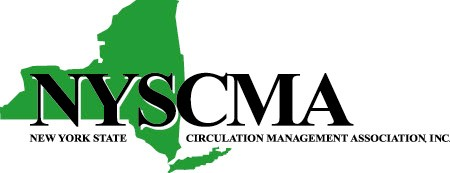 NYSCMA
NEW YORK STATE CIRCULATION MANAGEMENT ASSOCIATION, INC.